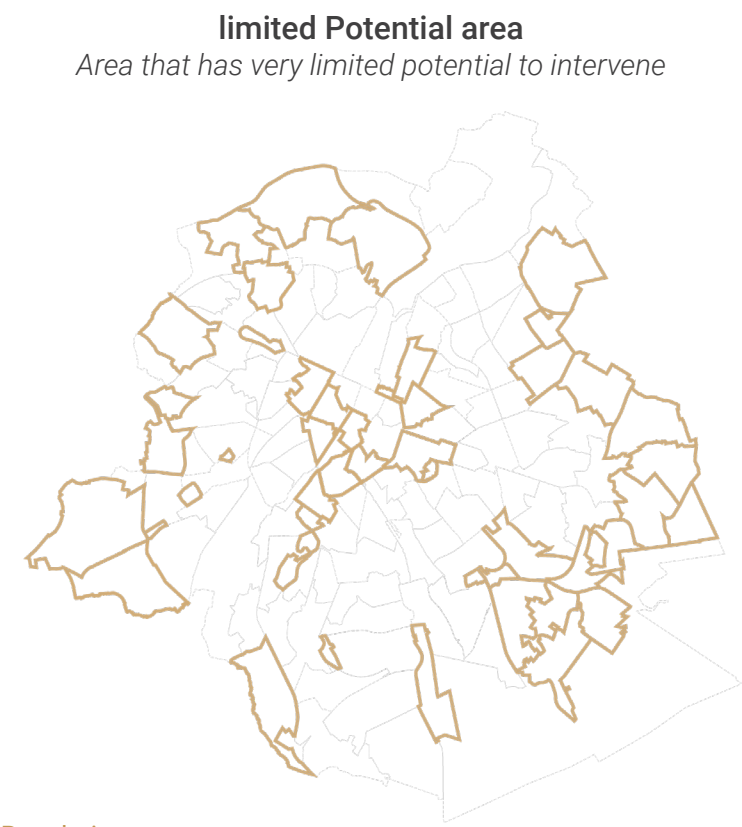 limited Potential area
Area that has very limited potential to intervene